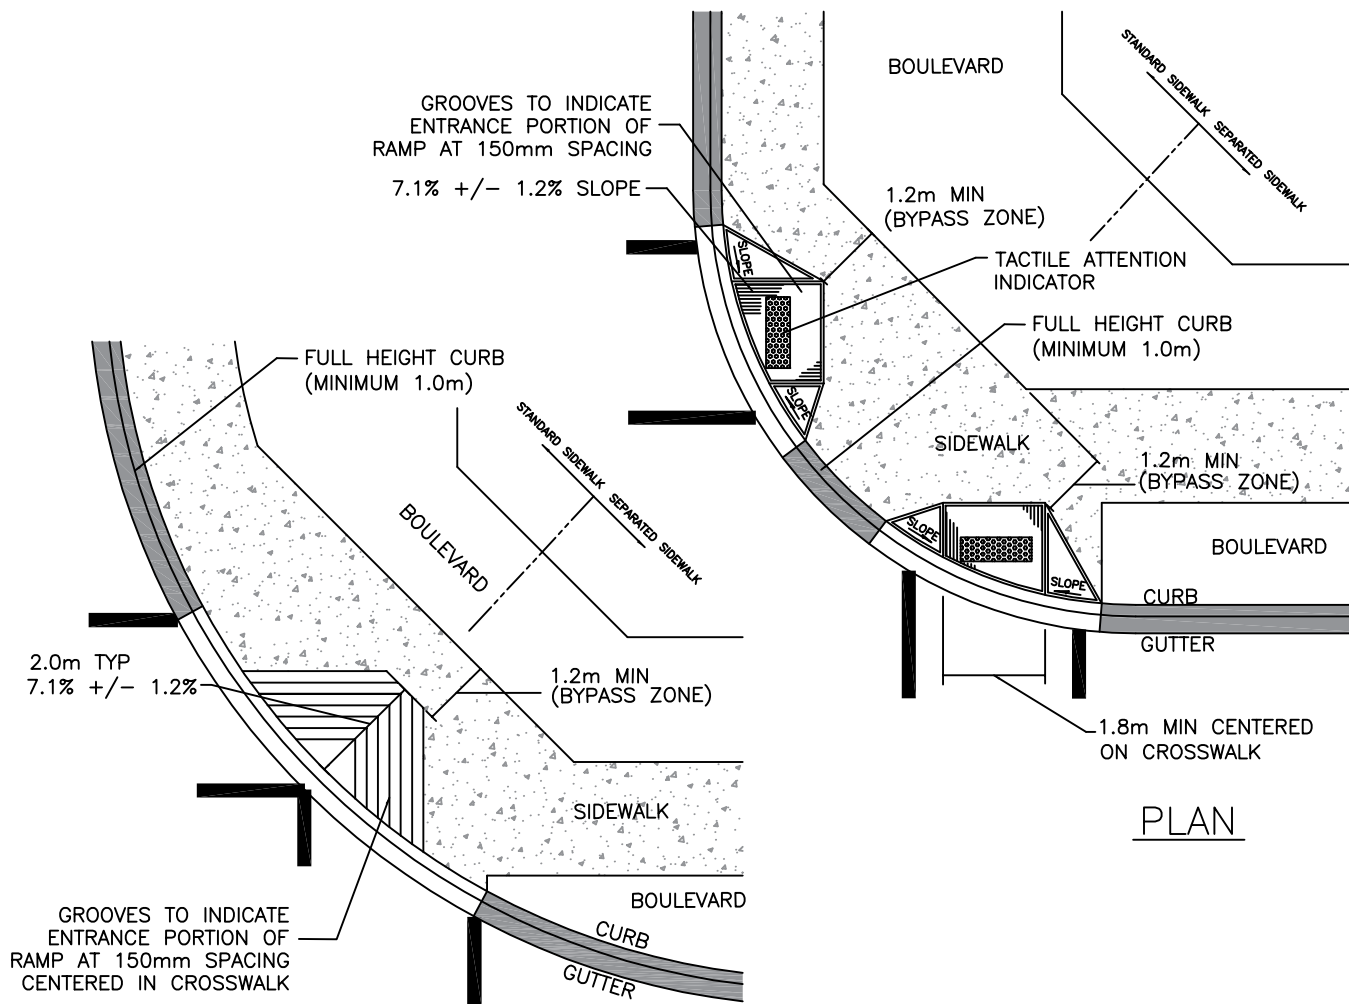 BOULEVARD
STANDARD SIDEWALK
SEPARATED SIDEWALK
GROOVES TO INDICATE
ENTRANCE PORTION OF
RAMP AT 150mm SPACING
7.1% +/- 1.2% SLOPE
1.2m MIN
(BYPASS ZONE)
SLOPE
TACTILE ATTENTION
INDICATOR
FULL HEIGHT CURB
(MINIMUM 1.0m)
SLOPE
SIDEWALK
1.2m MIN
(BYPASS ZONE)
SLOPE
SLOPE
BOULEVARD
CURB
GUTTER
1.8m MIN CENTERED
ON CROSSWALK
PLAN
FULL HEIGHT CURB
(MINIMUM 1.0m)
STANDARD SIDEWALK
SEPARATED SIDEWALK
BOULEVARD
2.0m TYP
7.1% +/- 1.2%
1.2m MIN
(BYPASS ZONE)
SIDEWALK
BOULEVARD
CURB
GUTTER
GROOVES TO INDICATE
ENTRANCE PORTION OF
RAMP AT 150mm SPACING
CENTERED IN CROSSWALK